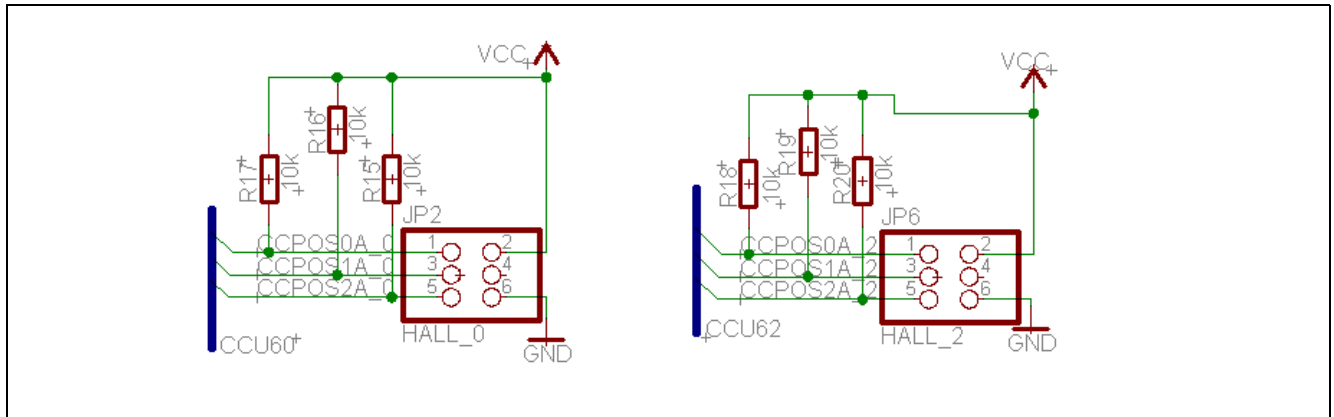 VCC
R16
10k
R17
10k
R15
10k
JP2
CCPOS0A_0
1
2
CCPOS1A_0
3
4
CCPOS2A_0
5
6
HALL_0
CCU60
GND
VCC
R19
10k
R18
10k
R20
10k
JP6
CCPOS0A_2
1
2
CCPOS1A_2
3
4
CCPOS2A_2
5
6
HALL_2
CCU62
GND